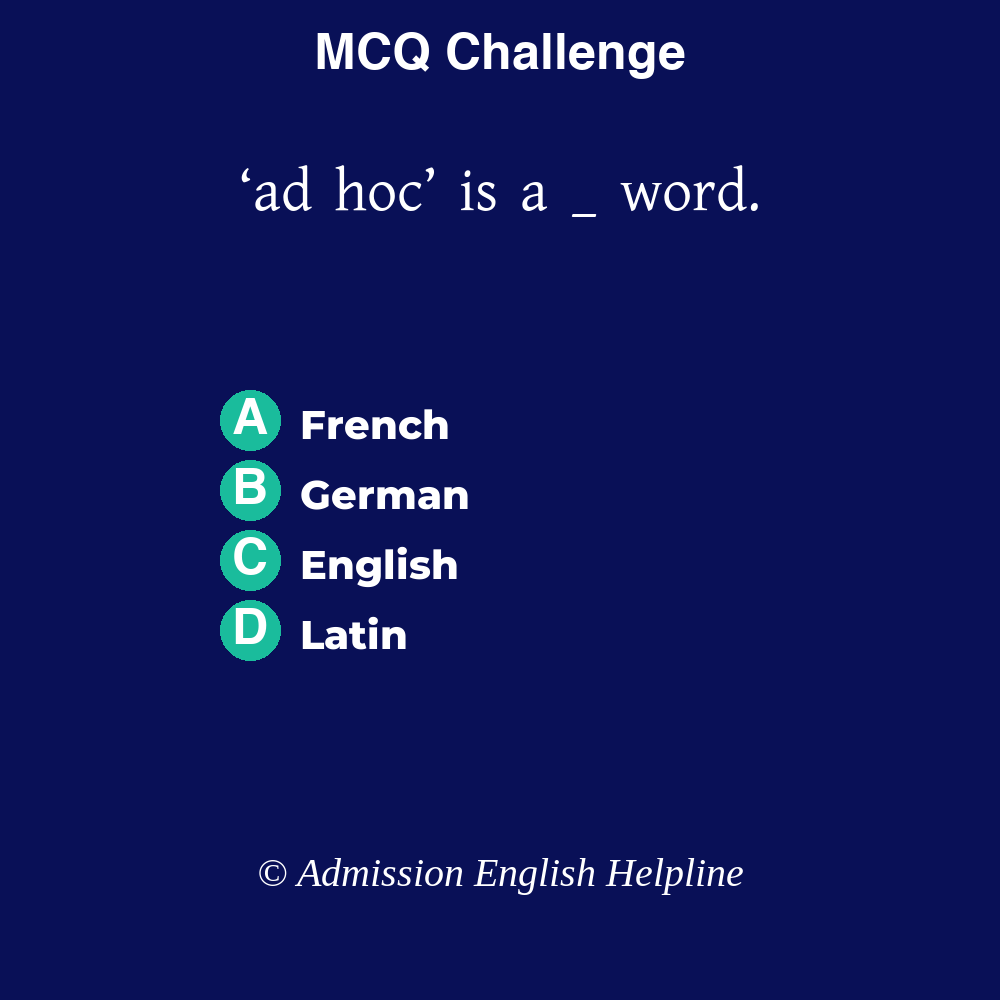 MCQ Challenge
‘ad hoc’ is a _ word.
A French
B German
C English
D Latin
© Admission English Helpline